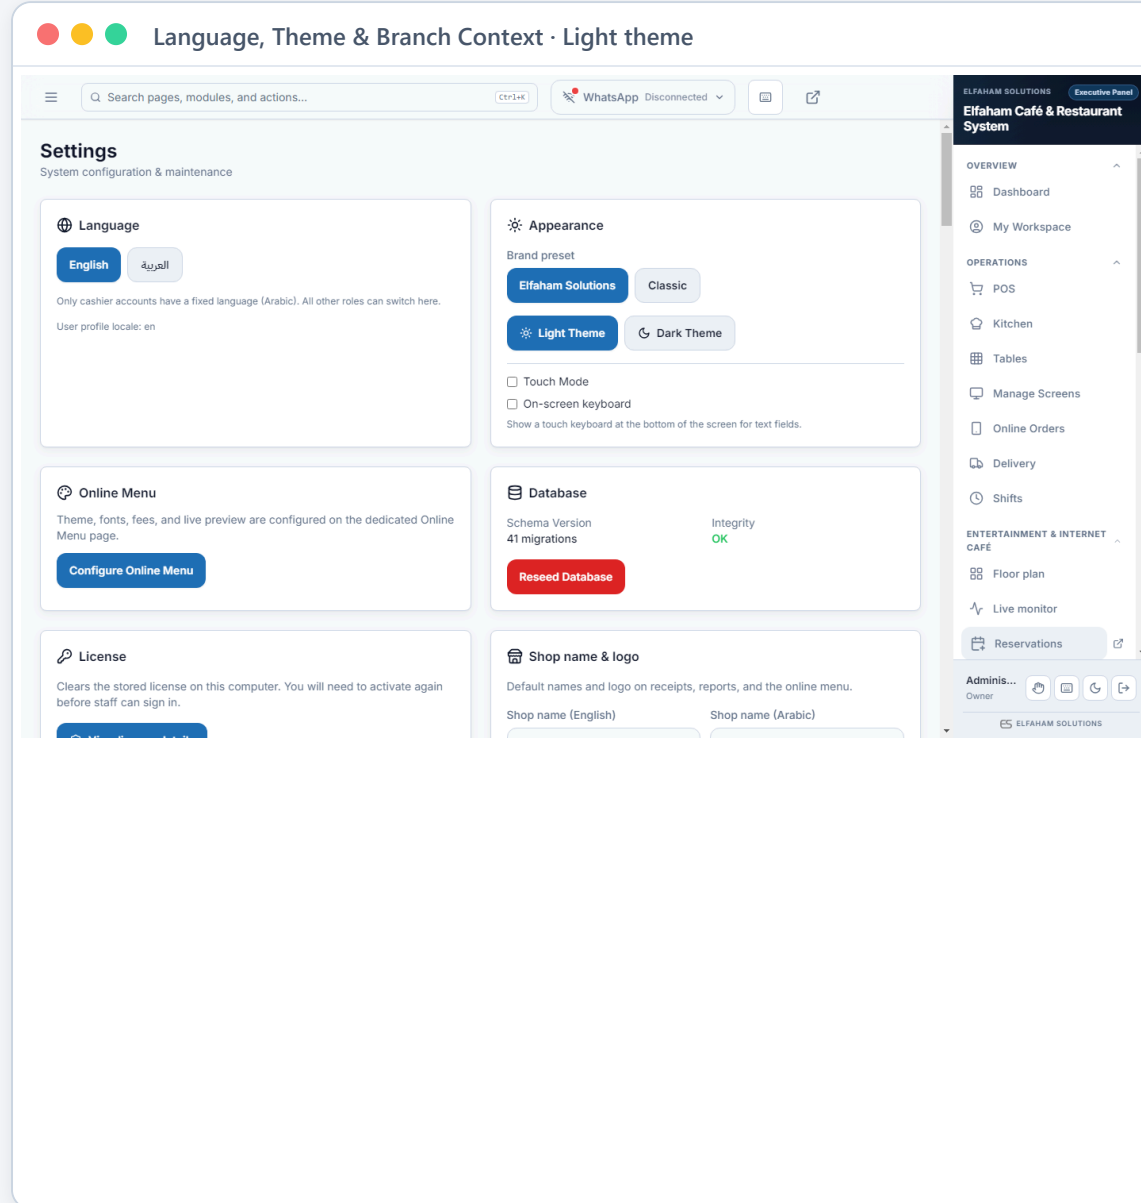 Language, Theme & Branch Context · Light theme
Search pages, modules, and actions...
Ctrl+K
WhatsApp Disconnected
Settings
System configuration & maintenance
Language
English
العربية
Only cashier accounts have a fixed language (Arabic). All other roles can switch here.
User profile locale: en
Appearance
Brand preset
Elfaham Solutions
Classic
Light Theme
Dark Theme
Touch Mode
On-screen keyboard
Show a touch keyboard at the bottom of the screen for text fields.
Online Menu
Theme, fonts, fees, and live preview are configured on the dedicated Online
Menu page.
Configure Online Menu
Database
Schema Version
41 migrations
Integrity
OK
Reseed Database
License
Clears the stored license on this computer. You will need to activate again
before staff can sign in.
Shop name & logo
Default names and logo on receipts, reports, and the online menu.
Shop name (English)
Shop name (Arabic)
ELFAHAM SOLUTIONS
Executive Panel
Elfaham Café & Restaurant
System
OVERVIEW
Dashboard
My Workspace
OPERATIONS
POS
Kitchen
Tables
Manage Screens
Online Orders
Delivery
Shifts
ENTERTAINMENT & INTERNET
CAFÉ
Floor plan
Live monitor
Reservations
Adminis...
Owner
ES ELFAHAM SOLUTIONS